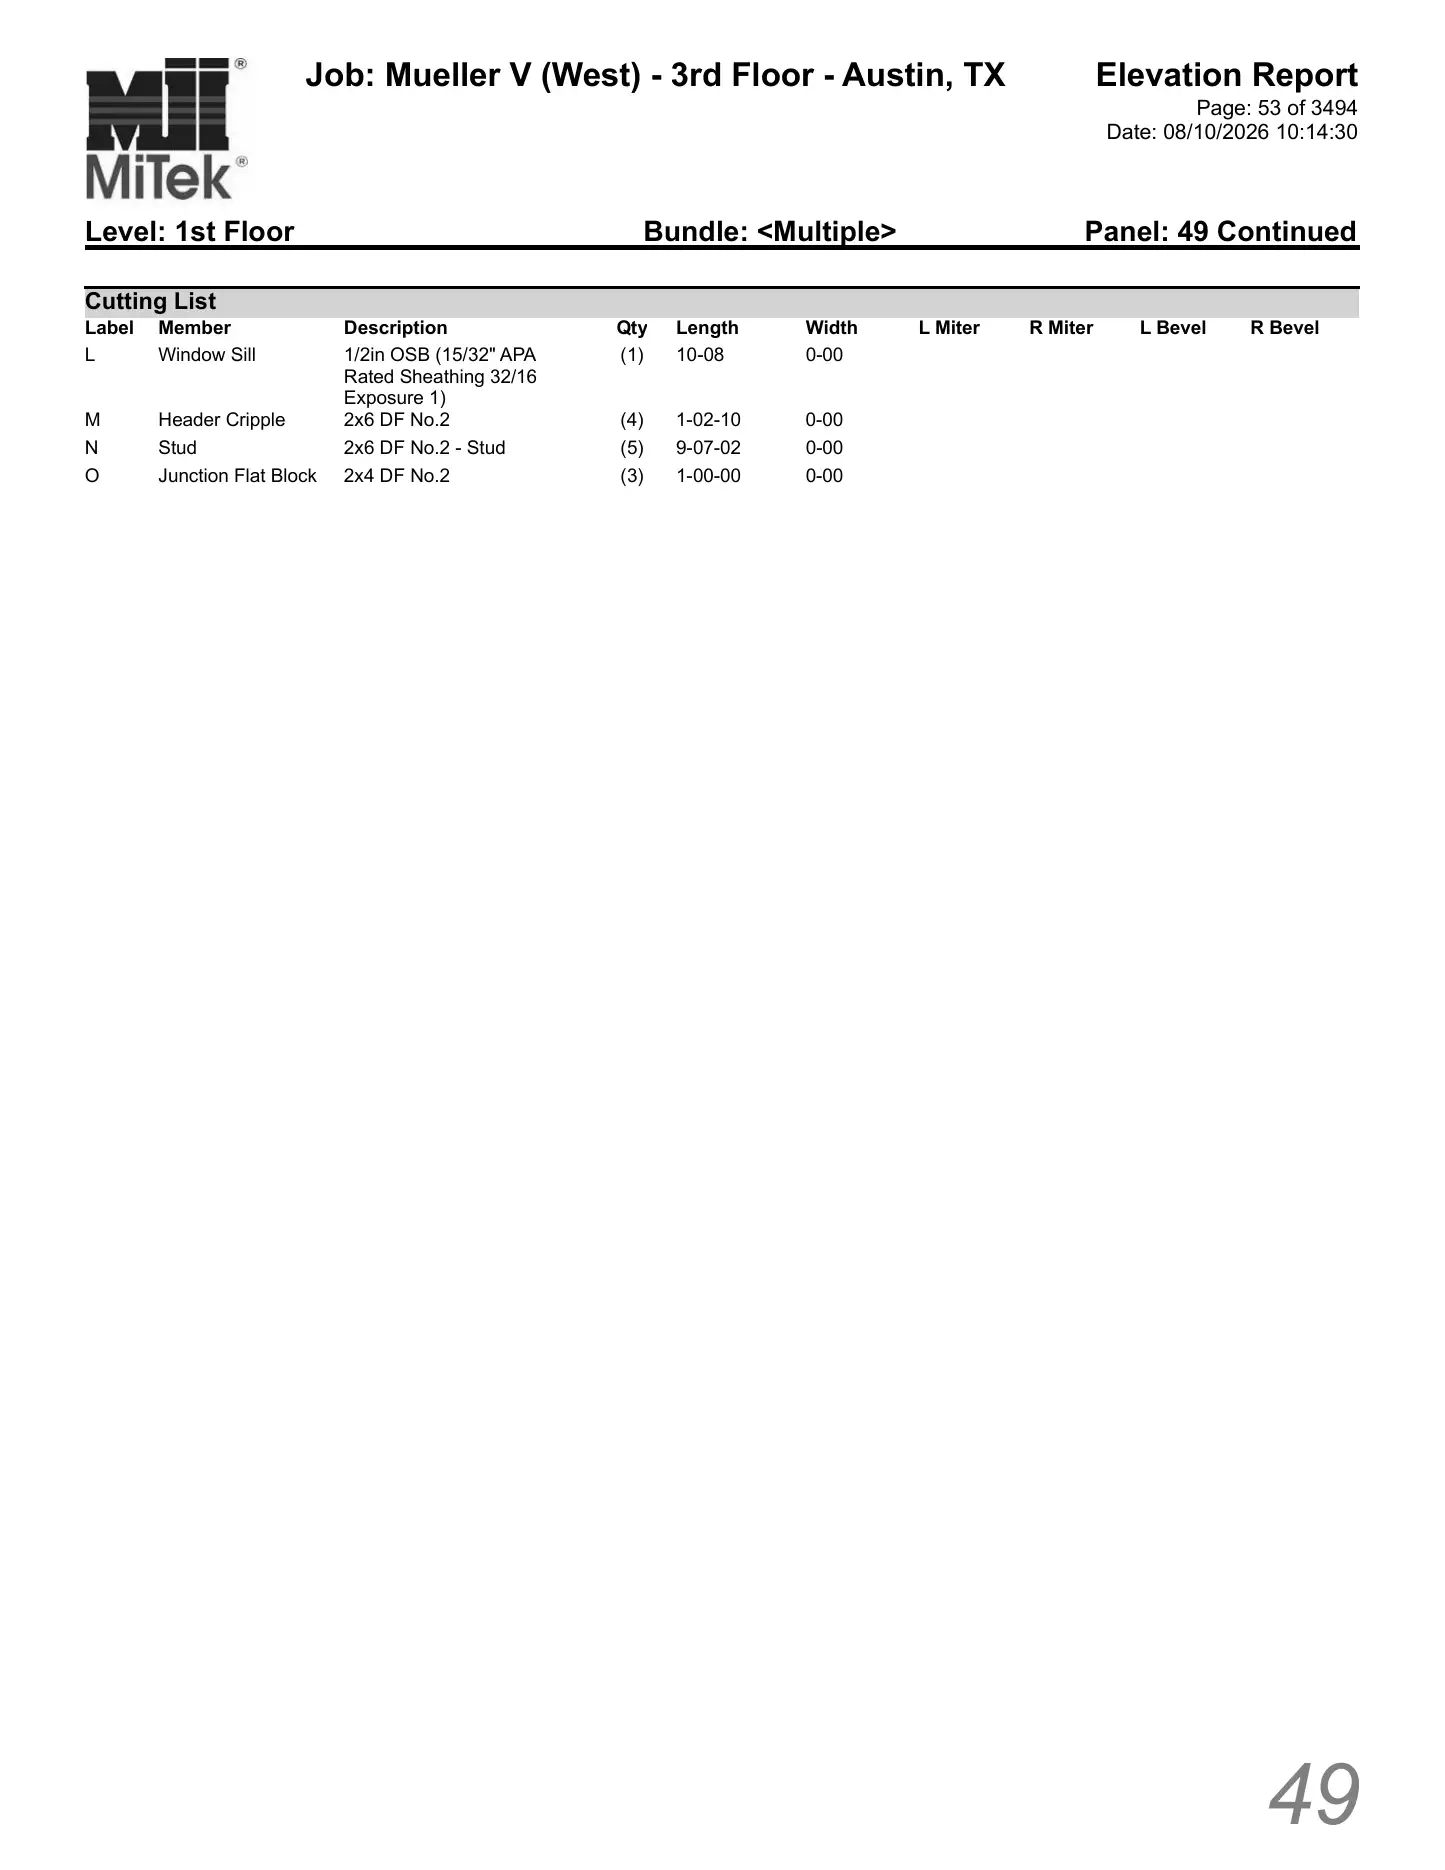 MiTek®
®
Job: Mueller V (West) - 3rd Floor - Austin, TX
Elevation Report
Page: 53 of 3494
Date: 08/10/2026 10:14:30
Level: 1st Floor Bundle: <Multiple> Panel: 49 Continued
Cutting List
Label Member Description Qty Length Width L Miter R Miter L Bevel R Bevel
L Window Sill 1/2in OSB (15/32" APA (1) 10-08 0-00
Rated Sheathing 32/16
Exposure 1)
M Header Cripple 2x6 DF No.2 (4) 1-02-10 0-00
N Stud 2x6 DF No.2 - Stud (5) 9-07-02 0-00
O Junction Flat Block 2x4 DF No.2 (3) 1-00-00 0-00
49